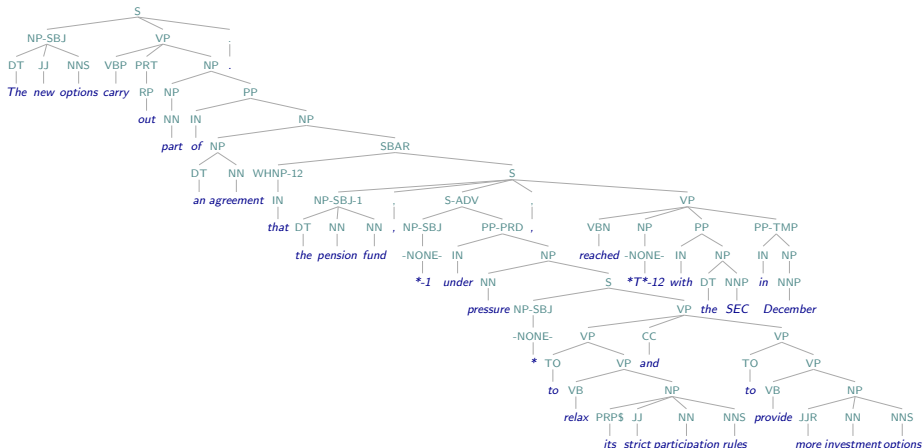 S
NP-SBJ VP .
DT JJ NNS VBP PRT NP .
The new options carry RP NP PP
out NN IN NP
part of NP SBAR
DT NN WHNP-12 S
an agreement IN NP-SBJ-1 , S-ADV , VP
that DT NN NN , NP-SBJ PP-PRD , VBN NP PP PP-TMP
the pension fund -NONE- IN NP reached -NONE- IN NP IN NP
*-1 under NN S *T*-12 with DT NNP in NNP
pressure NP-SBJ VP the SEC December
-NONE- VP CC VP
* TO VP and TO VP
to VB NP to VB NP
relax PRP$ JJ NN NNS provide JJR NN NNS
its strict participation rules more investment options